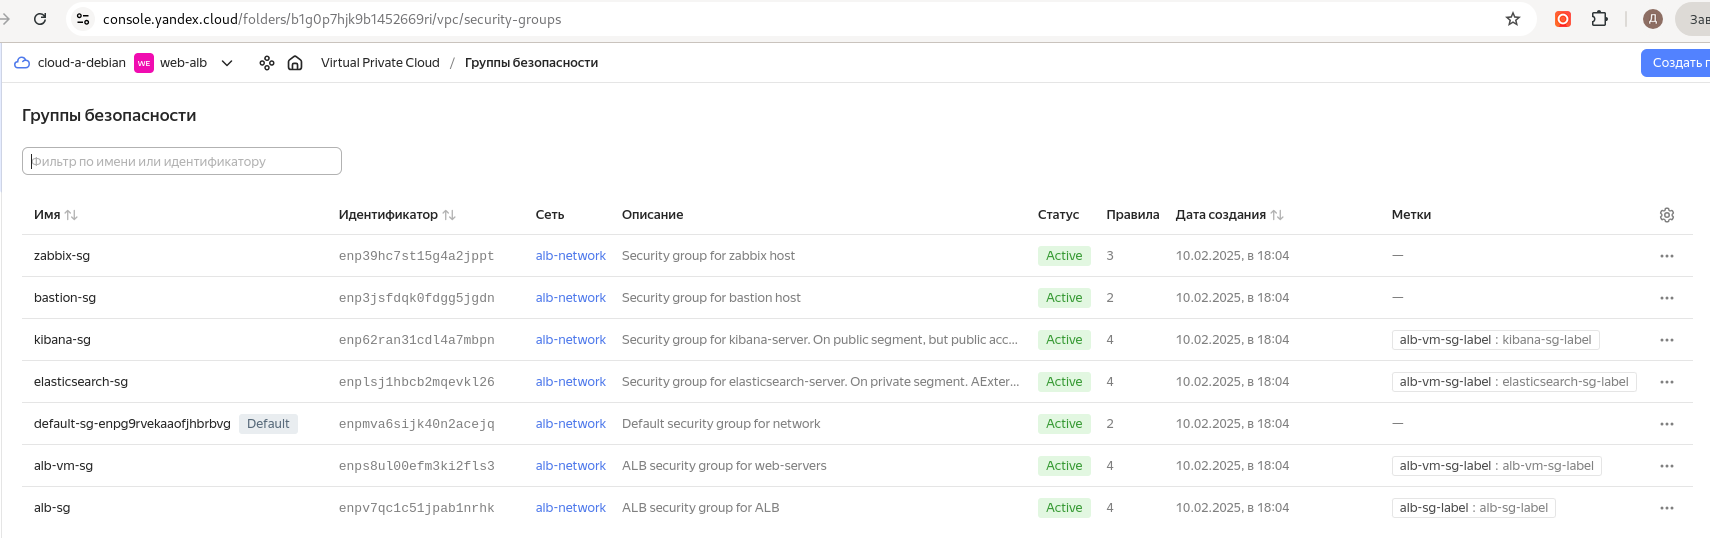 console.yandex.cloud/folders/b1g0p7hjk9b1452669ri/vpc/security-groups
Д
Зав
cloud-a-debian WE web-alb Virtual Private Cloud / Группы безопасности
Создать г
Группы безопасности
Фильтр по имени или идентификатору
Имя Идентификатор Сеть Описание Статус Правила Дата создания Метки
zabbix-sg enp39hc7st15g4a2jppt alb-network Security group for zabbix host Active 3 10.02.2025, в 18:04 —
bastion-sg enp3jsfdqk0fdgg5jgdn alb-network Security group for bastion host Active 2 10.02.2025, в 18:04 —
kibana-sg enp62ran31cdl4a7mbpn alb-network Security group for kibana-server. On public segment, but public acc... Active 4 10.02.2025, в 18:04 alb-vm-sg-label : kibana-sg-label
elasticsearch-sg enplsj1hbcb2mqevkl26 alb-network Security group for elasticsearch-server. On private segment. AExter... Active 4 10.02.2025, в 18:04 alb-vm-sg-label : elasticsearch-sg-label
default-sg-enpg9rvekaaofjhbrbvg Default enpmva6sijk40n2acejq alb-network Default security group for network Active 2 10.02.2025, в 18:04 —
alb-vm-sg enps8ul00efm3ki2fls3 alb-network ALB security group for web-servers Active 4 10.02.2025, в 18:04 alb-vm-sg-label : alb-vm-sg-label
alb-sg enpv7qc1c51jpab1nrhk alb-network ALB security group for ALB Active 4 10.02.2025, в 18:04 alb-sg-label : alb-sg-label